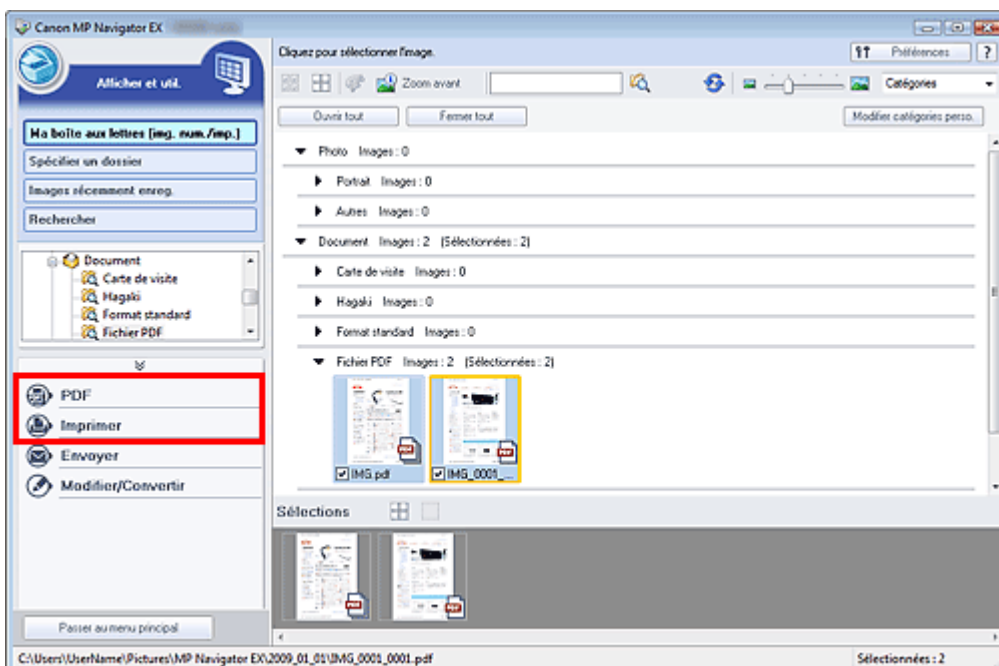 Canon MP Navigator EX
Cliquez pour sélectionner l'image.
Préférences
?
Afficher et util.
Zoom avant
Catégories
Ouvrir tout
Fermer tout
Modifier catégories perso.
Ma boîte aux lettres [img. num./imp.]
Spécifier un dossier
Images récemment enreg.
Rechercher
Photo Images : 0
Portrait Images : 0
Autres Images : 0
Document Images : 2 (Sélectionnées : 2)
Carte de visite Images : 0
Hagaki Images : 0
Format standard Images : 0
Fichier PDF Images : 2 (Sélectionnées : 2)
Document
Carte de visite
Hagaki
Format standard
Fichier PDF
PDF
Imprimer
Envoyer
Modifier/Convertir
PDF
PDF
IMG.pdf
IMG_0001_...
Sélections
PDF
PDF
Passer au menu principal
C:\Users\UserName\Pictures\MP Navigator EX\2009_01_01\IMG_0001_0001.pdf
Sélectionnées : 2